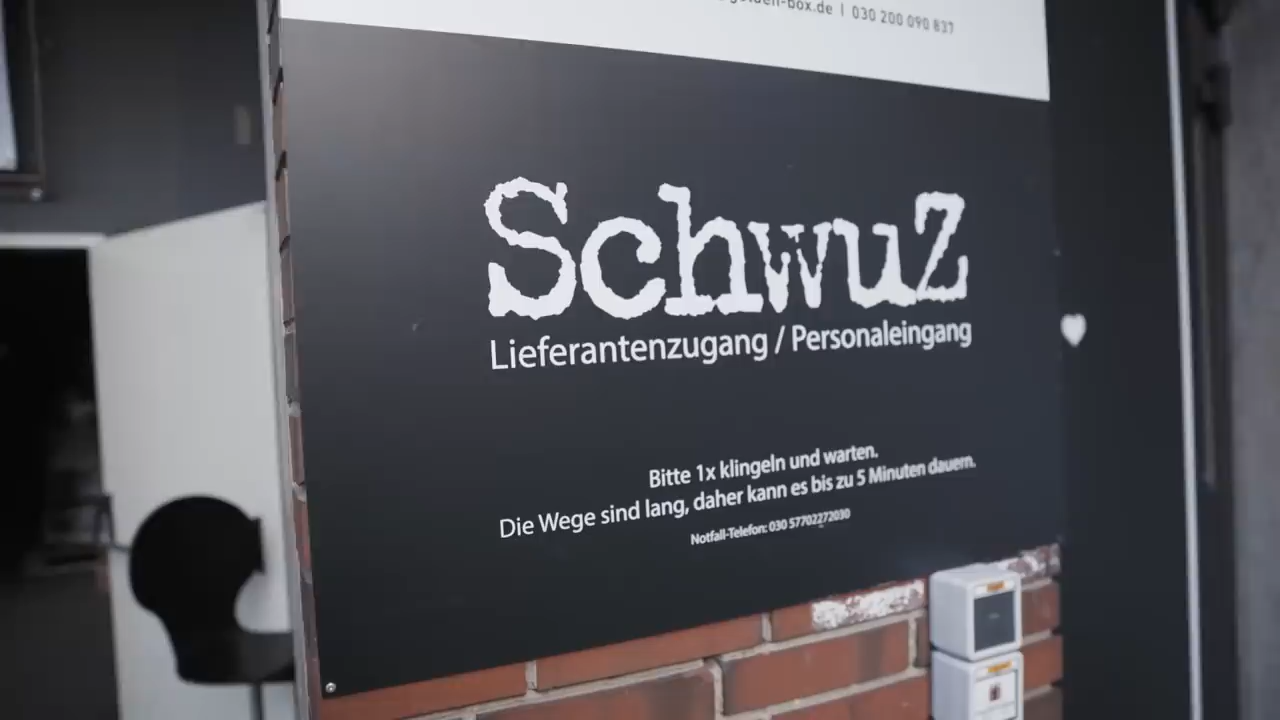 -box.de | 030 200 090 837
SchwuZ
Lieferantenzugang / Personaleingang
Bitte 1x klingeln und warten.
Die Wege sind lang, daher kann es bis zu 5 Minuten dauern.
Notfall-Telefon: 030 57702272030